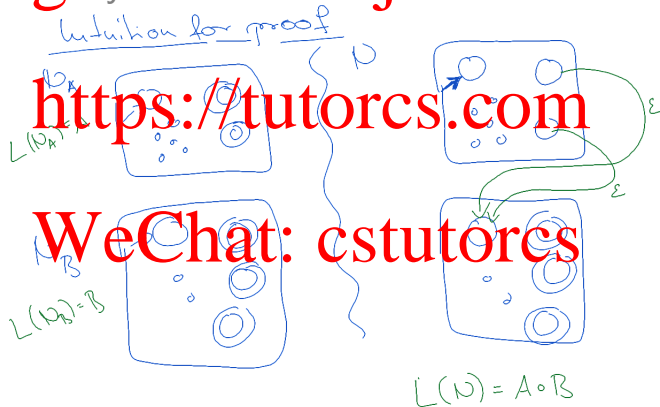 Intuition for proof
N
N_A
https://tutorcs.com
L(N_A)
ε
ε
WeChat: cstutorcs
N_B
L(N_B)=B
L(N) = A∘B